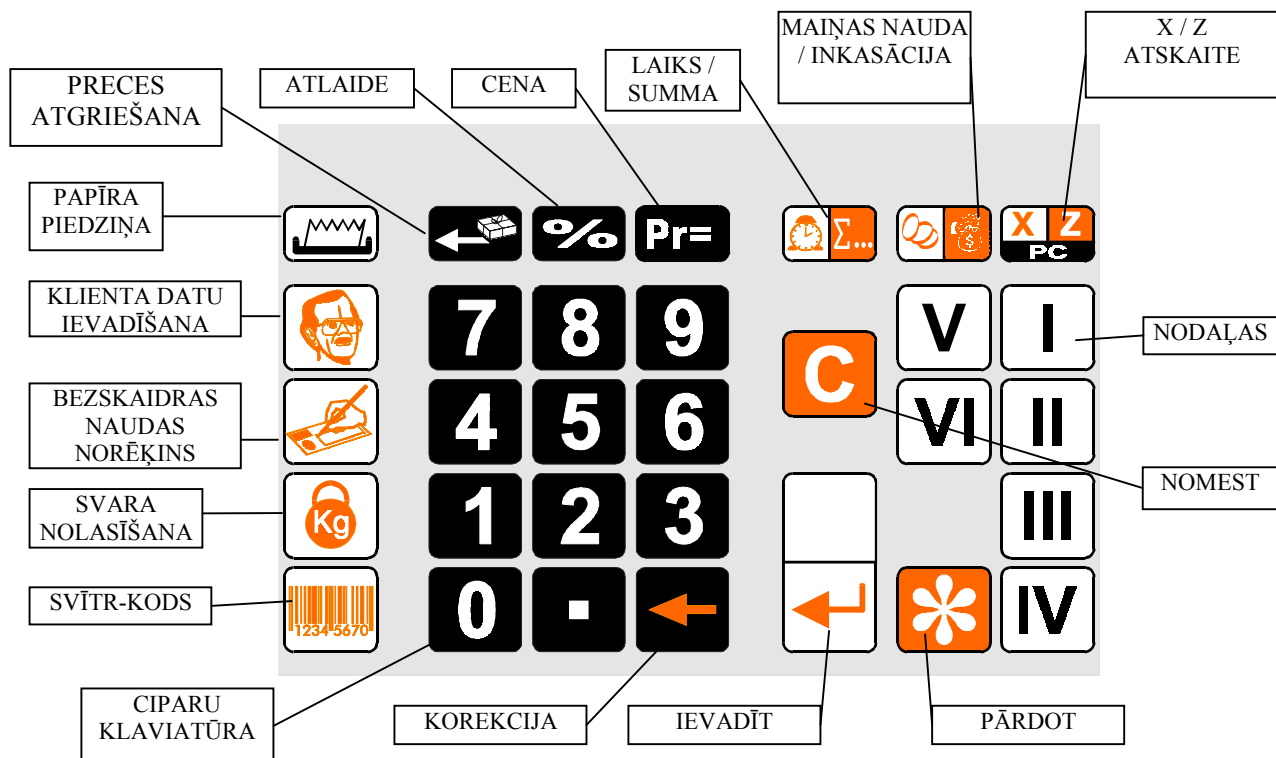 MAIŅAS NAUDA
/ INKASĀCIJA
X / Z
ATSKAITE
LAIKS /
SUMMA
PRECES
ATGRIEŠANA
ATLAIDE
CENA
PAPĪRA
PIEDZIŅA
% Pr= Σ... $ X Z
PC
KLIENTA DATU
IEVADĪŠANA
7 8 9 V I
NODAĻAS
C
BEZSKAIDRAS
NAUDAS
NORĒĶINS
4 5 6 VI II
NOMEST
SVARA
NOLASĪŠANA
Kg 1 2 3 III
SVĪTR-KODS
1234 5670
0 . * IV
CIPARU
KLAVIATŪRA
KOREKCIJA
IEVADĪT
PĀRDOT